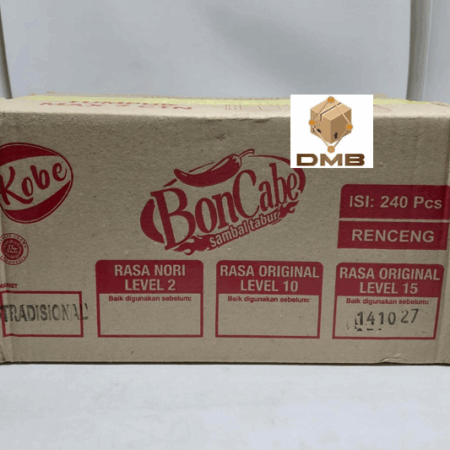 DMB
Kobe
BonCabe
sambal tabur
ISI: 240 Pcs
RENCENG
RASA NORI
LEVEL 2
Baik digunakan sebelum:
RASA ORIGINAL
LEVEL 10
Baik digunakan sebelum:
RASA ORIGINAL
LEVEL 15
Baik digunakan sebelum:
141027
TRADISIONAL